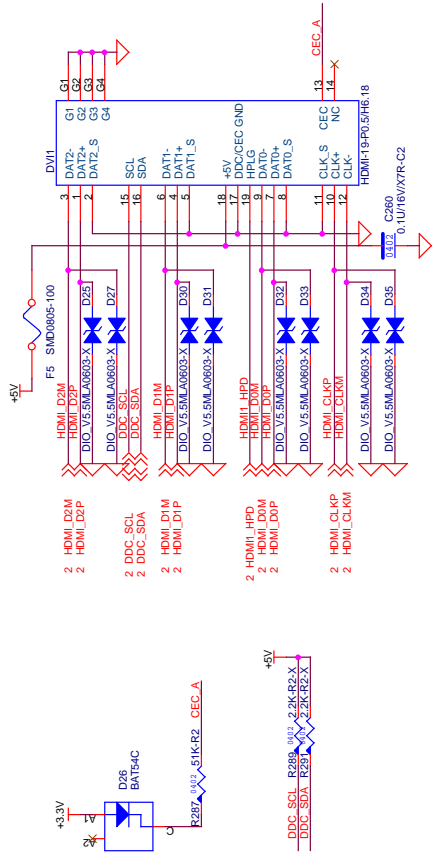 +5V
F5 SMD0805-100
HDMI_D2M
HDMI_D2P
DDC_SCL
DDC_SDA
HDMI_D1M
HDMI_D1P
HDMI1_HPD
HDMI_D0M
HDMI_D0P
HDMI_CLKP
HDMI_CLKM
2 HDMI_D2M
2 HDMI_D2P
2 DDC_SCL
2 DDC_SDA
2 HDMI_D1M
2 HDMI_D1P
2 HDMI1_HPD
2 HDMI_D0M
2 HDMI_D0P
2 HDMI_CLKP
2 HDMI_CLKM
DIO_V5.5MLA0603-X D25
DIO_V5.5MLA0603-X D27
DIO_V5.5MLA0603-X D30
DIO_V5.5MLA0603-X D31
DIO_V5.5MLA0603-X D32
DIO_V5.5MLA0603-X D33
DIO_V5.5MLA0603-X D34
DIO_V5.5MLA0603-X D35
DVI1
3 DAT2-
1 DAT2+
2 DAT2_S
15 SCL
16 SDA
6 DAT1-
4 DAT1+
5 DAT1_S
18 +5V
17 DDC/CEC GND
19 HPLG
9 DAT0-
7 DAT0+
8 DAT0_S
11 CLK_S
10 CLK+
12 CLK-
G1 G1
G2 G2
G3 G3
G4 G4
CEC 13 CEC_A
NC 14
HDMI-19-P0.5/H6.18
C260
0402
0.1U/16V/X7R-C2
+3.3V
D26
BAT54C
A1
A2
C
R287 0402 51K-R2
CEC_A
+5V
DDC_SCL R289 0402 2.2K-R2-X
DDC_SDA R291 0402 2.2K-R2-X